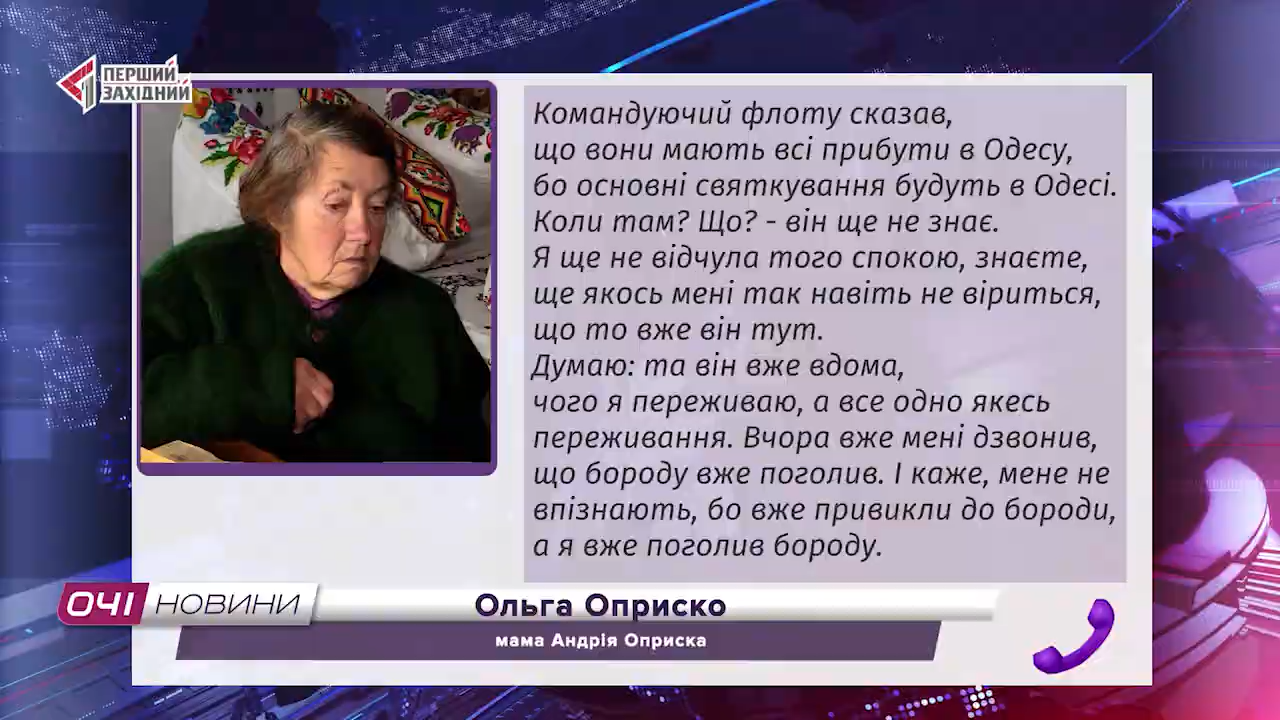 ПЕРШИЙ
ЗАХІДНИЙ
Командуючий флоту сказав,
що вони мають всі прибути в Одесу,
бо основні святкування будуть в Одесі.
Коли там? Що? - він ще не знає.
Я ще не відчула того спокою, знаєте,
ще якось мені так навіть не віриться,
що то вже він тут.
Думаю: та він вже вдома,
чого я переживаю, а все одно якесь
переживання. Вчора вже мені дзвонив,
що бороду вже поголив. І каже, мене не
впізнають, бо вже привикли до бороди,
а я вже поголив бороду.
ОЧІ НОВИНИ
Ольга Оприско
мама Андрія Оприска